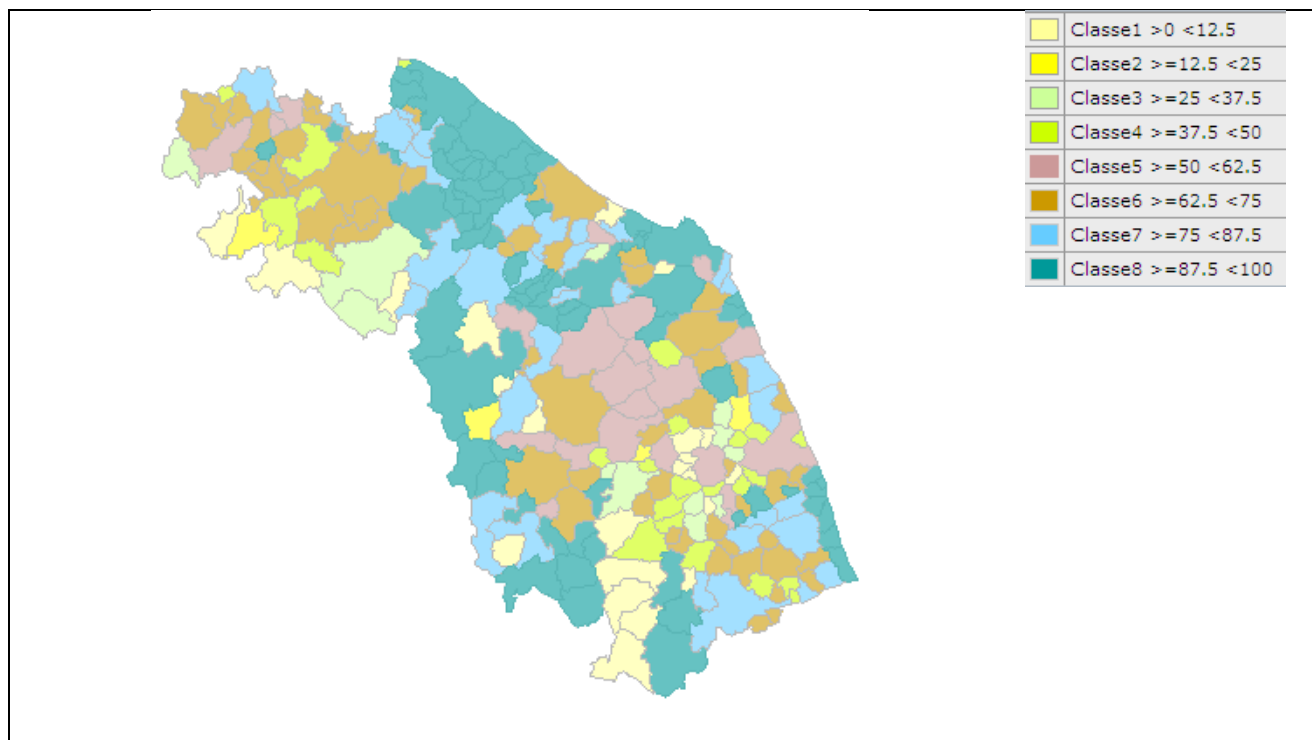 Classe1 >0 <12.5
Classe2 >=12.5 <25
Classe3 >=25 <37.5
Classe4 >=37.5 <50
Classe5 >=50 <62.5
Classe6 >=62.5 <75
Classe7 >=75 <87.5
Classe8 >=87.5 <100